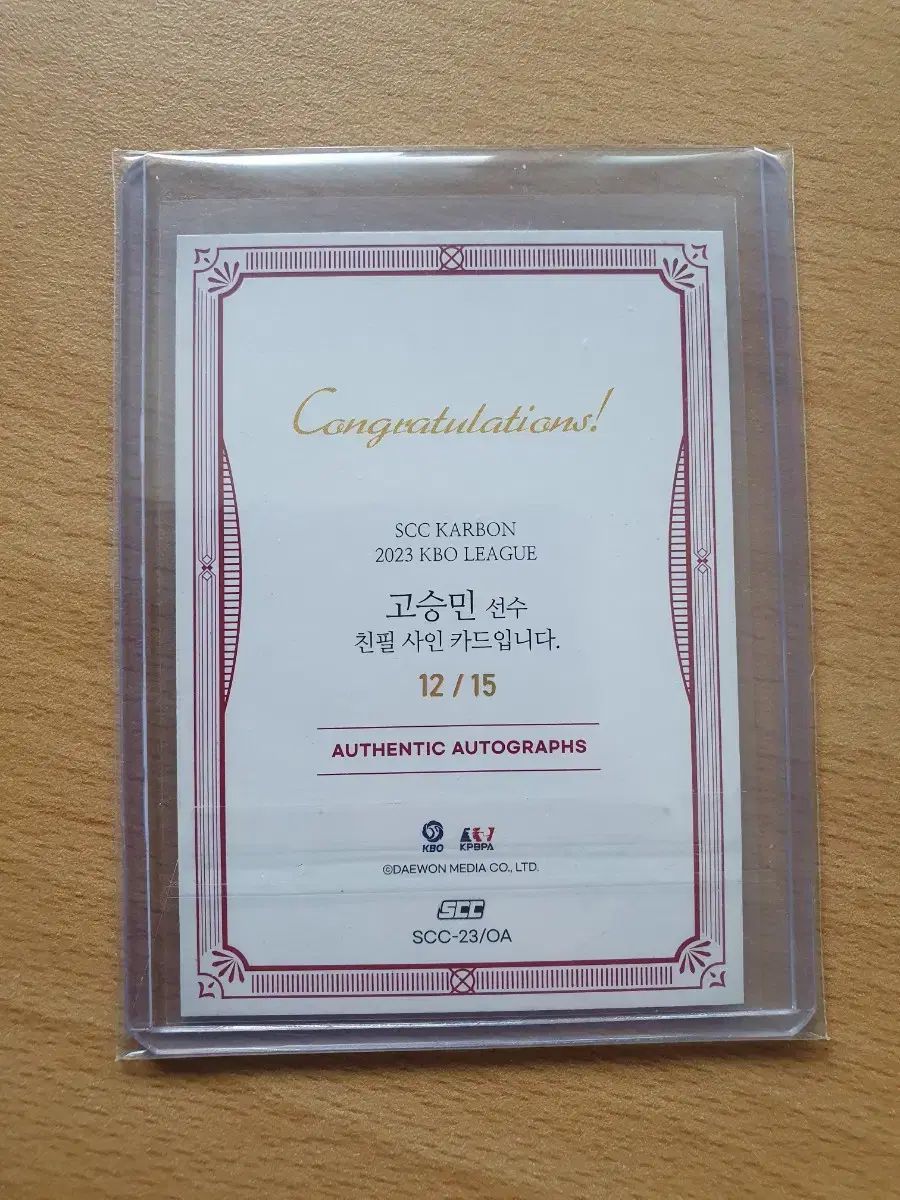 Congratulations!
SCC KARBON
2023 KBO LEAGUE
고승민 선수
친필 사인 카드입니다.
12 / 15
AUTHENTIC AUTOGRAPHS
KBO KPBPA
©DAEWON MEDIA CO., LTD.
SCC
SCC-23/OA